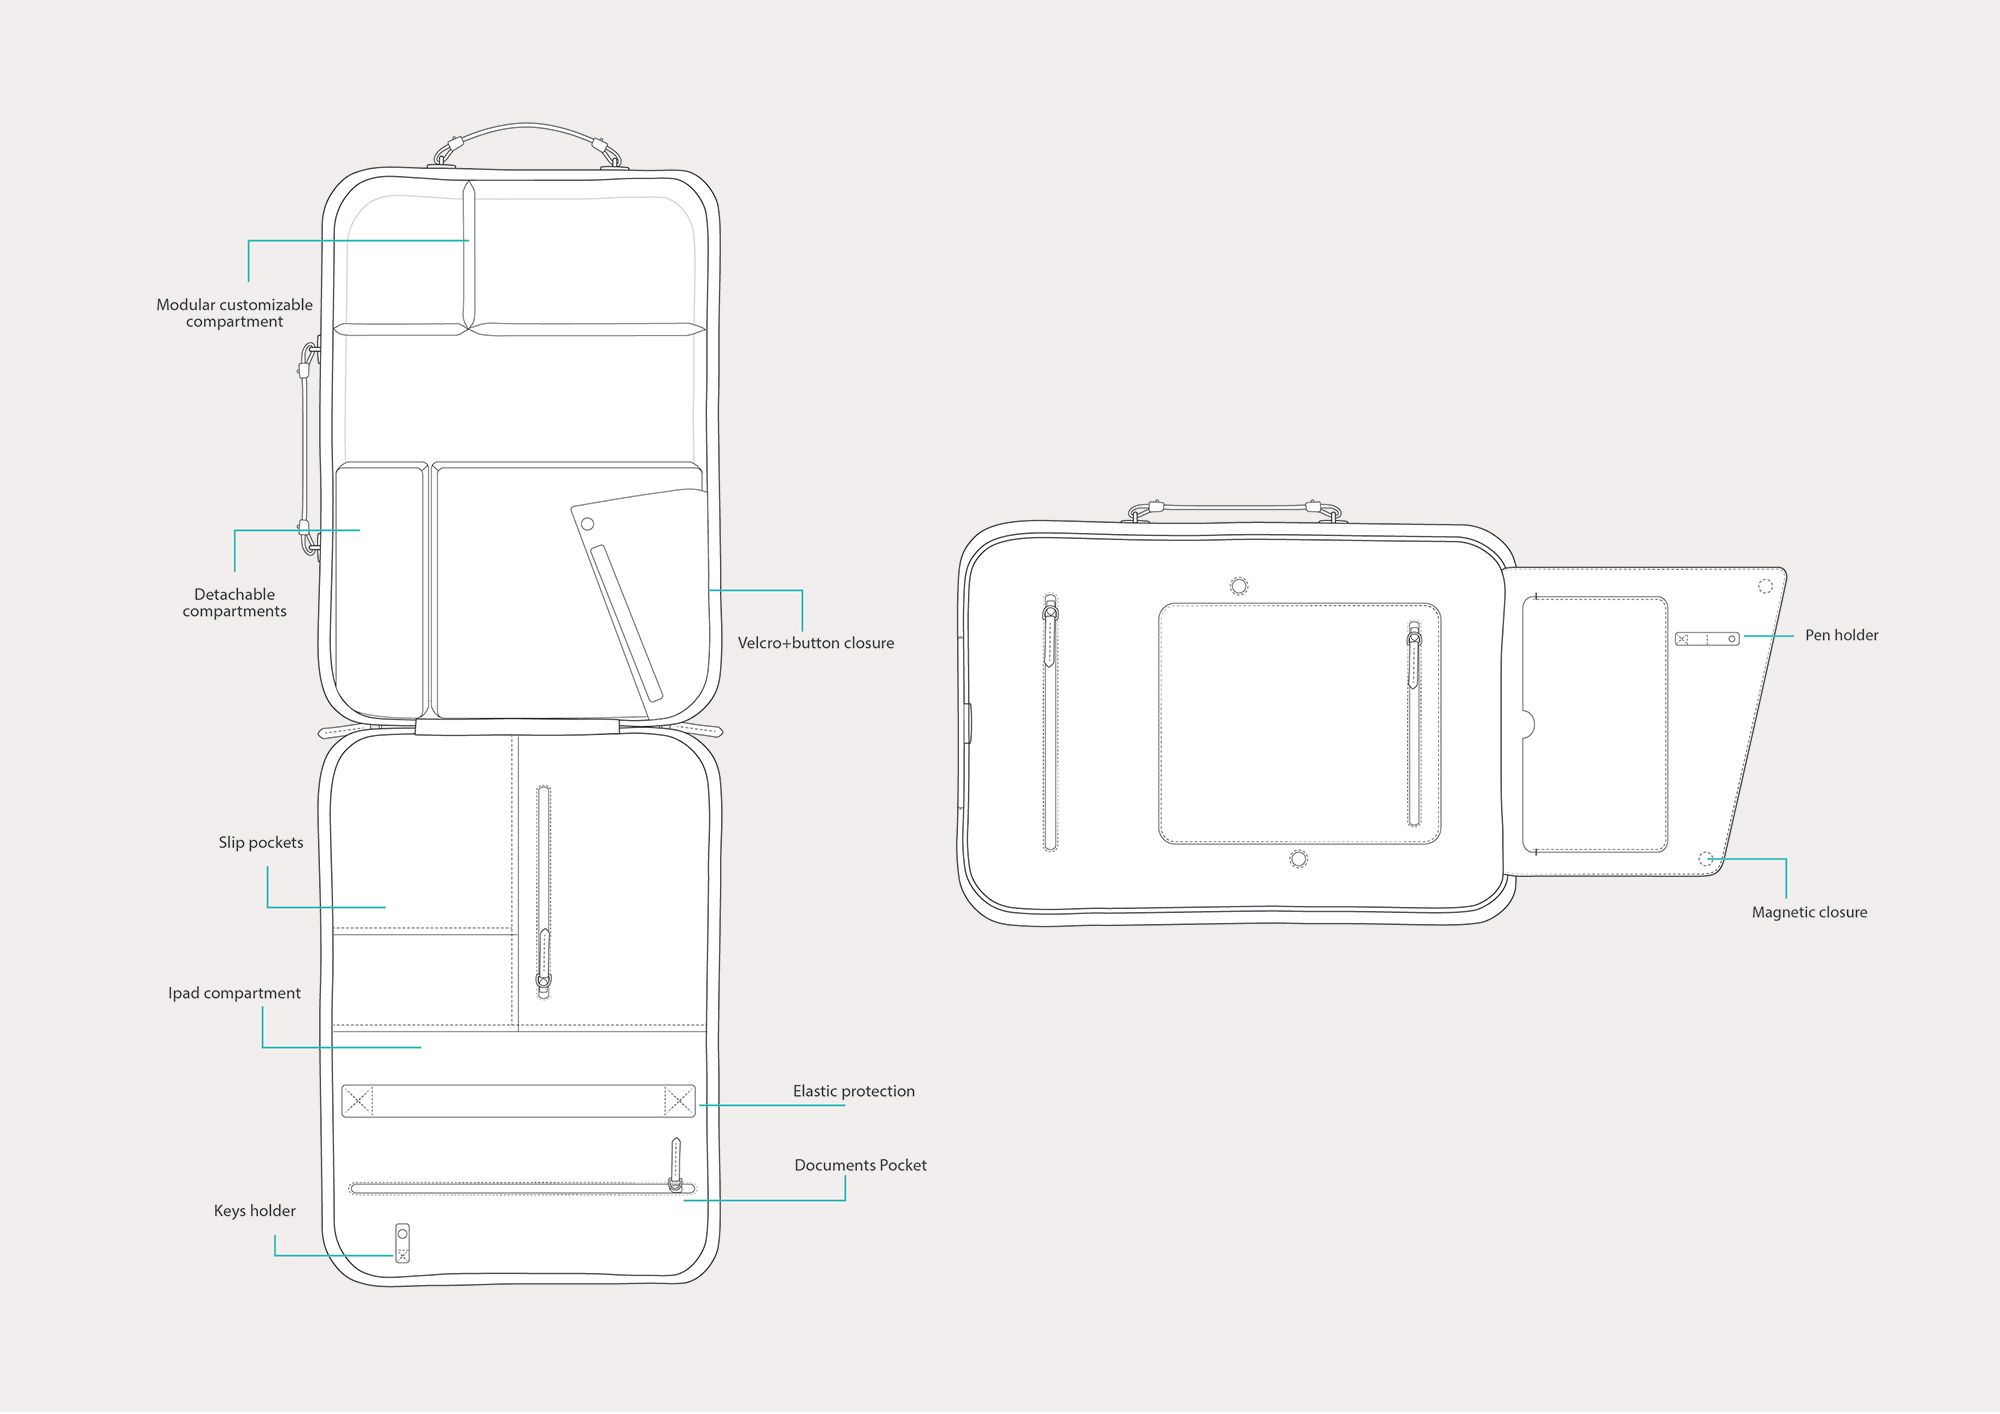 Modular customizable
compartment
Detachable
compartments
Velcro+button closure
Slip pockets
Ipad compartment
Elastic protection
Documents Pocket
Keys holder
Pen holder
Magnetic closure